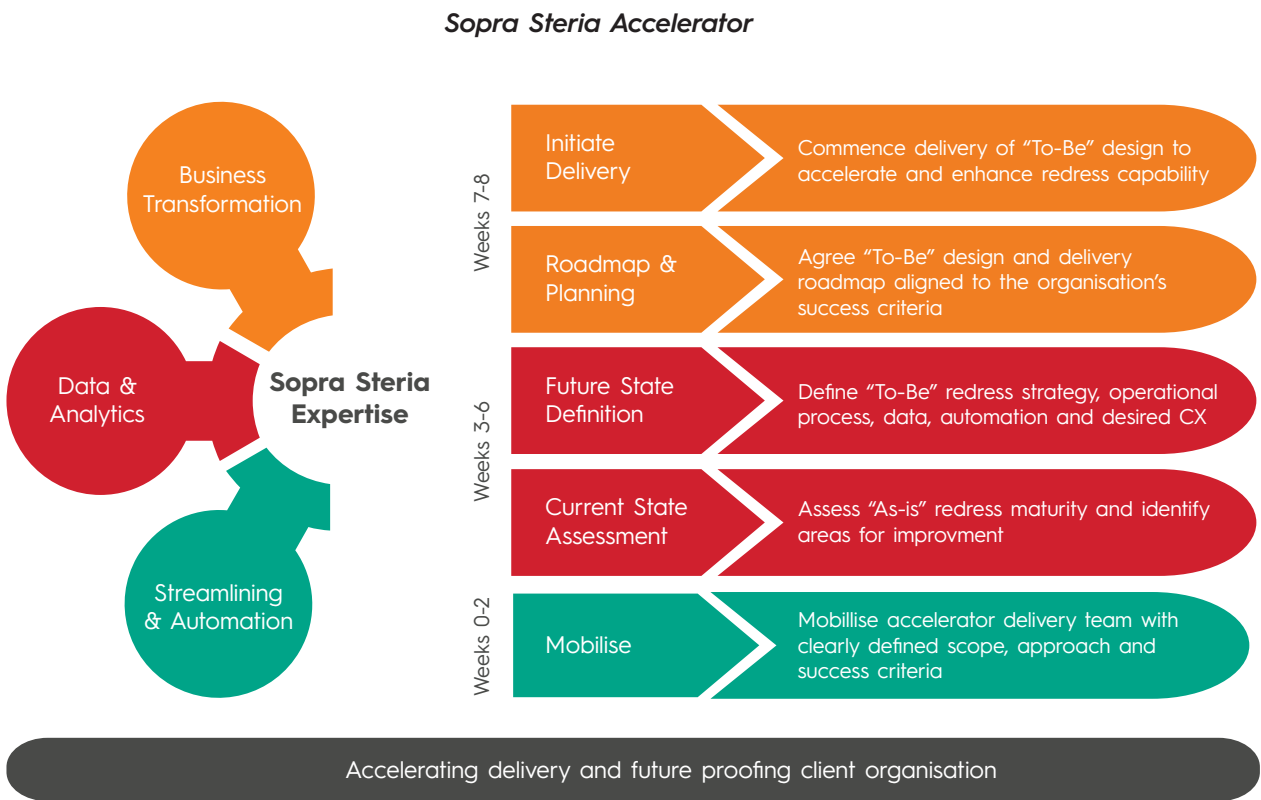 Sopra Steria Accelerator
Business
Transformation
Data &
Analytics
Streamlining
& Automation
Sopra Steria
Expertise
Weeks 7-8
Initiate
Delivery
Commence delivery of “To-Be” design to
accelerate and enhance redress capability
Roadmap &
Planning
Agree “To-Be” design and delivery
roadmap aligned to the organisation’s
success criteria
Weeks 3-6
Future State
Definition
Define “To-Be” redress strategy, operational
process, data, automation and desired CX
Current State
Assessment
Assess “As-is” redress maturity and identify
areas for improvment
Weeks 0-2
Mobilise
Mobillise accelerator delivery team with
clearly defined scope, approach and
success criteria
Accelerating delivery and future proofing client organisation